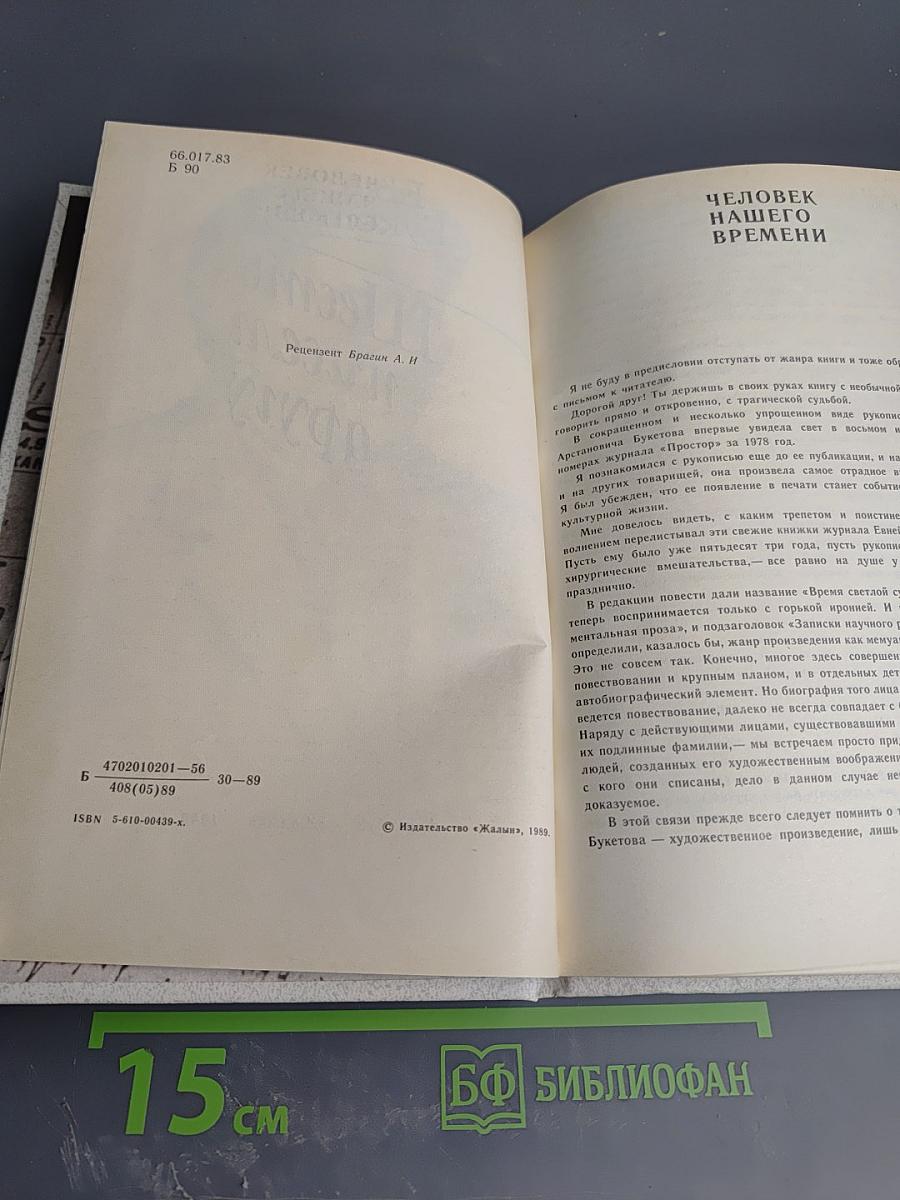 66.017.83
Б 90
Рецензент Брагин А. И
Б 4702010201—56
408(05)89
30—89
ISBN 5-610-00439-х.
© Издательство «Жалын», 1989.
ЧЕЛОВЕК
НАШЕГО
ВРЕМЕНИ
Я не буду в предисловии отступать от жанра книги и тоже обр
с письмом к читателю.
Дорогой друг! Ты держишь в своих руках книгу с необычной
говорить прямо и откровенно, с трагической судьбой.
В сокращенном и несколько упрощенном виде рукопис
Арстановича Букетова впервые увидела свет в восьмом и
номерах журнала «Простор» за 1978 год.
Я познакомился с рукописью еще до ее публикации, и на
и на других товарищей, она произвела самое отрадное в
Я был убежден, что ее появление в печати станет событие
культурной жизни.
Мне довелось видеть, с каким трепетом и поистине
волнением перелистывал эти свежие книжки журнала Евней
Пусть ему было уже пятьдесят три года, пусть рукопис
хирургические вмешательства,— все равно на душе у
празднично.
В редакции повести дали название «Время светлой су
теперь воспринимается только с горькой иронией. И
ментальная проза», и подзаголовок «Записки научного р
определили, казалось бы, жанр произведения как мемуа
Это не совсем так. Конечно, многое здесь совершен
повествовании и крупным планом, и в отдельных дет
автобиографический элемент. Но биография того лица
ведется повествование, далеко не всегда совпадает с б
Наряду с действующими лицами, существовавшими
их подлинные фамилии,— мы встречаем просто при
людей, созданных его художественным воображени
с кого они списаны, дело в данном случае не
доказуемое.
В этой связи прежде всего следует помнить о т
Букетова — художественное произведение, лишь
15 см
БФ БИБЛИОФАН